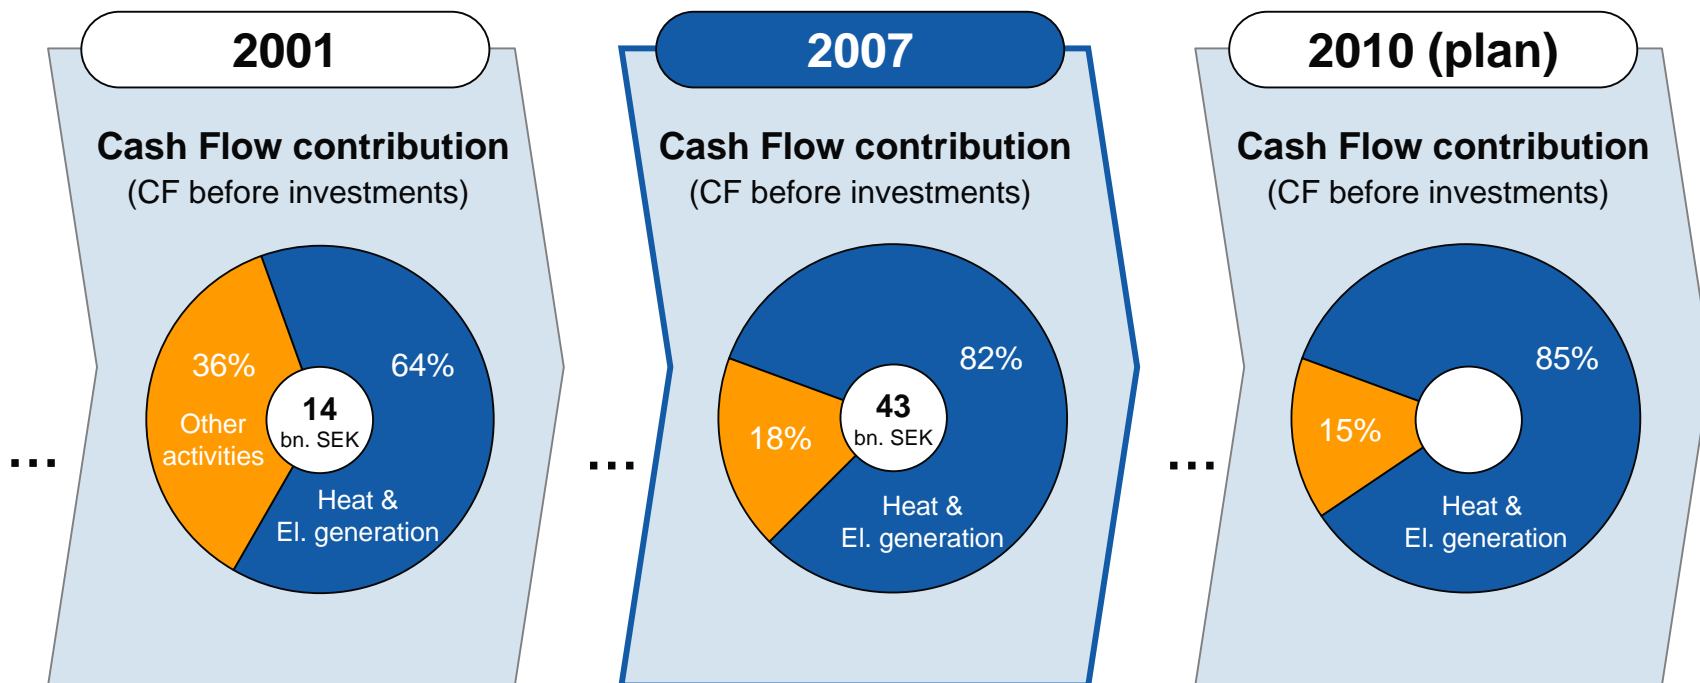 2001
Cash Flow contribution
(CF before investments)
36%
64%
14
bn. SEK
Other
activities
Heat &
El. generation
...
2007
Cash Flow contribution
(CF before investments)
82%
18%
43
bn. SEK
Heat &
El. generation
...
2010 (plan)
Cash Flow contribution
(CF before investments)
85%
15%
Heat &
El. generation
...